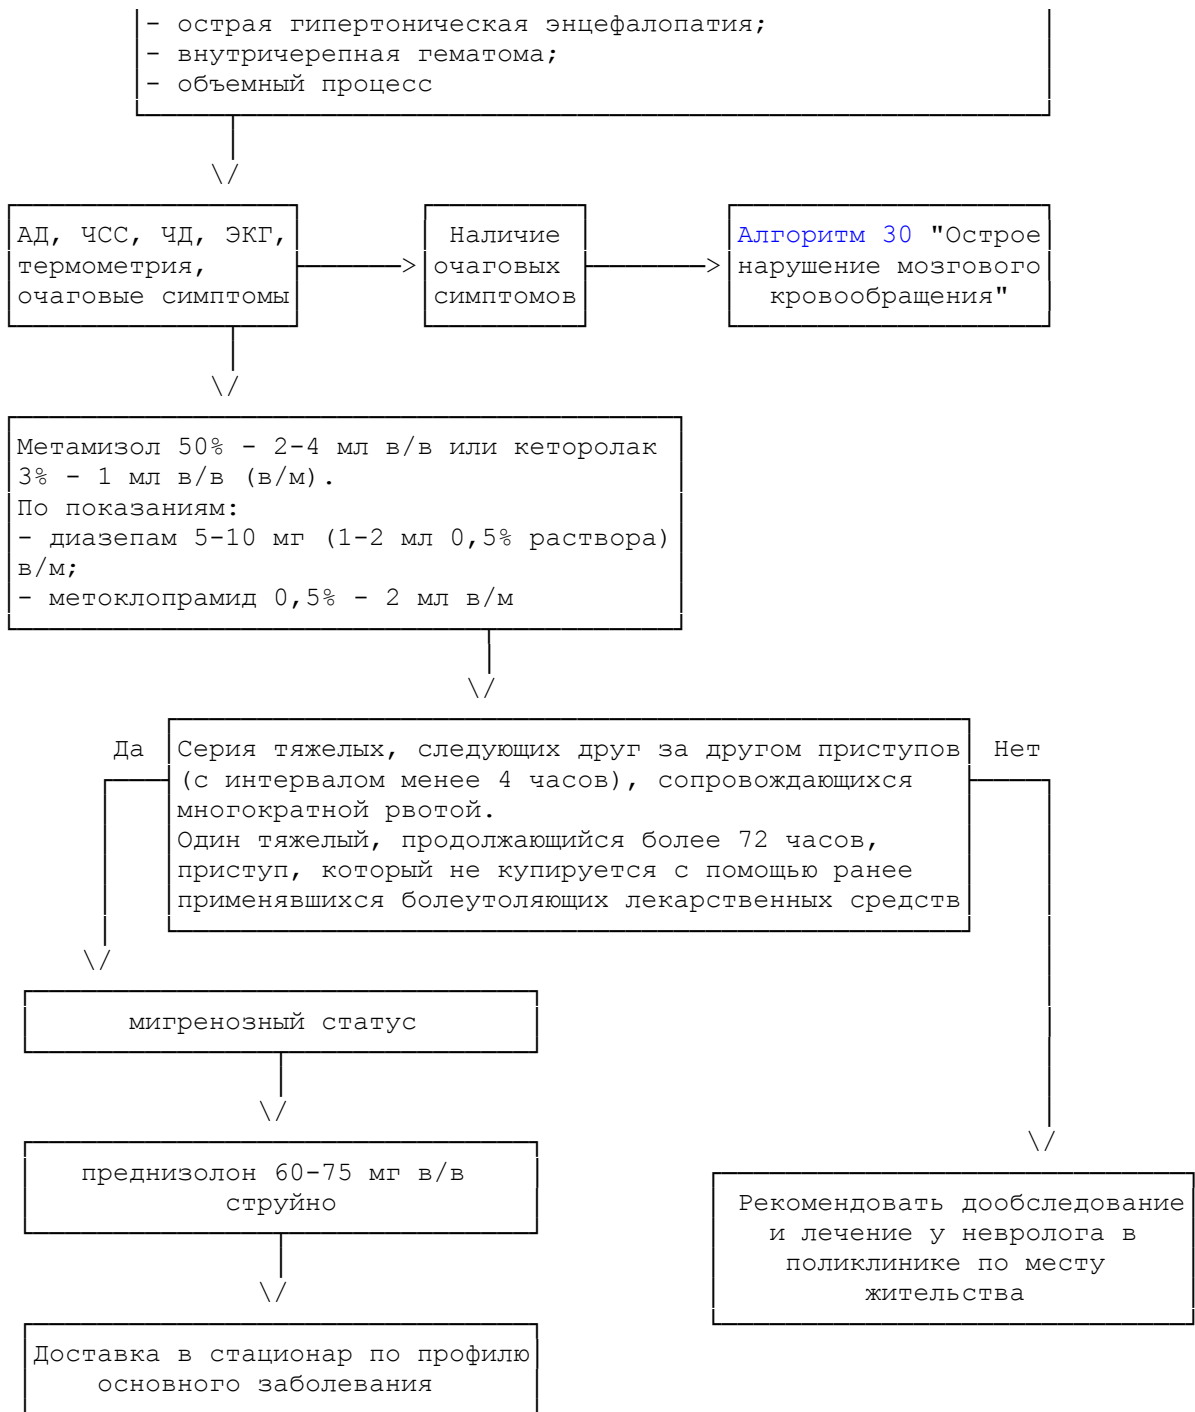 - острая гипертоническая энцефалопатия;
- внутричерепная гематома;
- объемный процесс
АД, ЧСС, ЧД, ЭКГ,
термометрия,
очаговые симптомы
Наличие
очаговых
симптомов
Алгоритм 30 "Острое
нарушение мозгового
кровообращения"
Метамизол 50% - 2-4 мл в/в или кеторолак
3% - 1 мл в/в (в/м).
По показаниям:
- диазепам 5-10 мг (1-2 мл 0,5% раствора)
в/м;
- метоклопрамид 0,5% - 2 мл в/м
Да
Серия тяжелых, следующих друг за другом приступов
(с интервалом менее 4 часов), сопровождающихся
многократной рвотой.
Один тяжелый, продолжающийся более 72 часов,
приступ, который не купируется с помощью ранее
применявшихся болеутоляющих лекарственных средств
Нет
мигренозный статус
преднизолон 60-75 мг в/в
струйно
Рекомендовать дообследование
и лечение у невролога в
поликлинике по месту
жительства
Доставка в стационар по профилю
основного заболевания